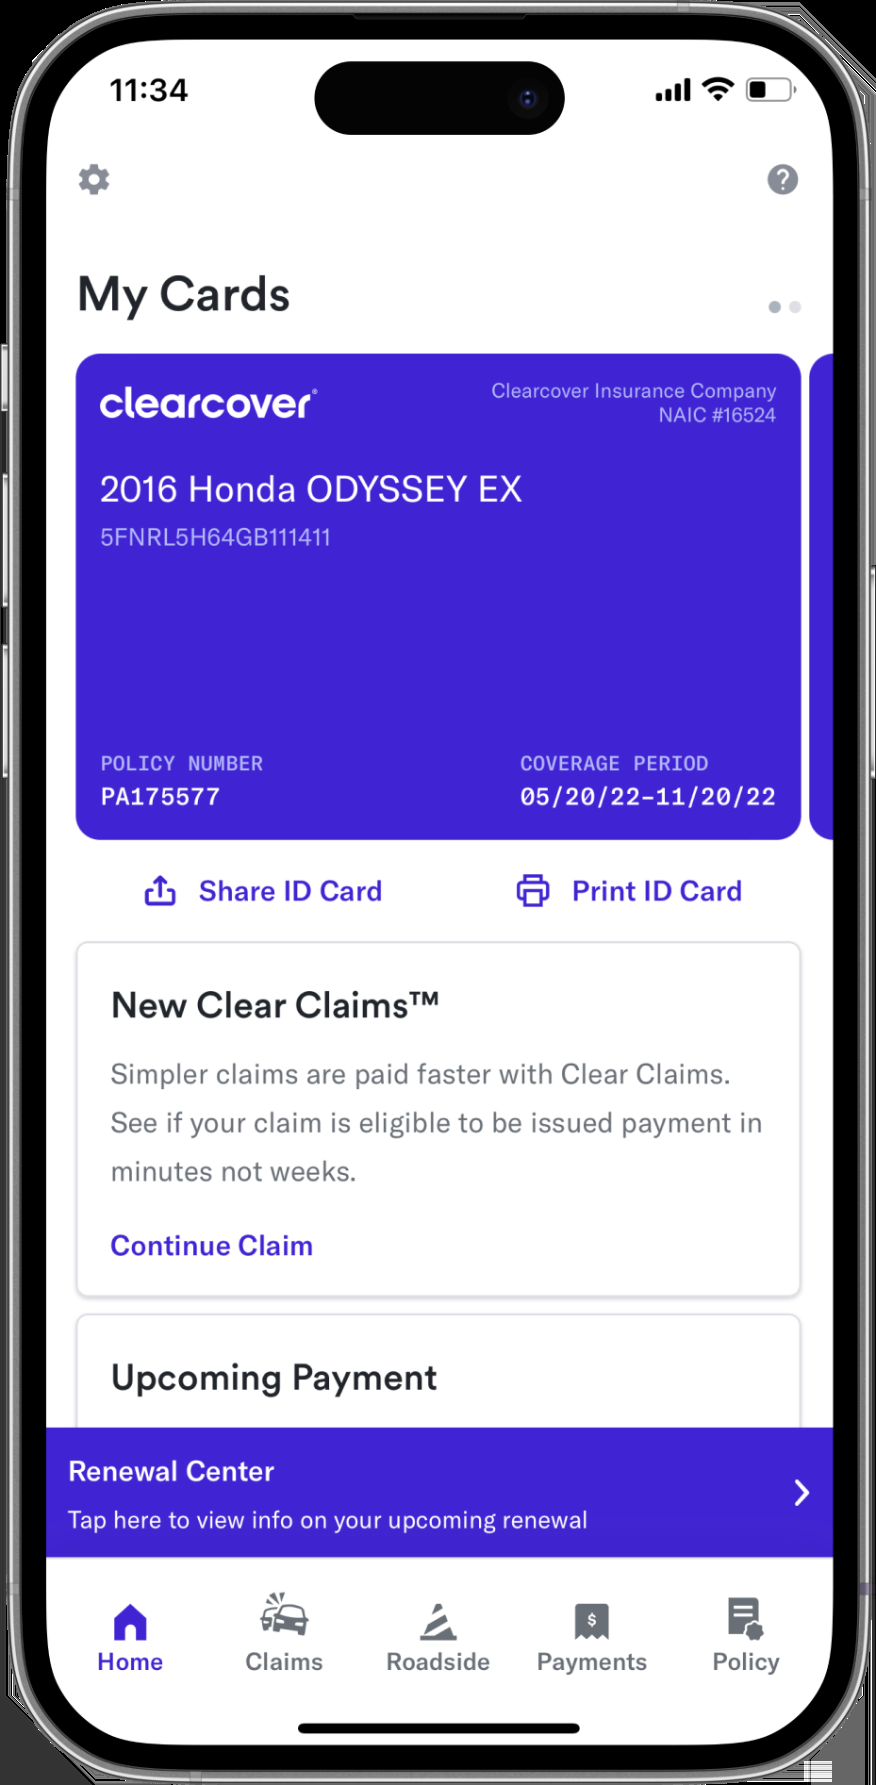 11:34
My Cards
clearcover®
Clearcover Insurance Company
NAIC #16524
2016 Honda ODYSSEY EX
5FNRL5H64GB111411
POLICY NUMBER
PA175577
COVERAGE PERIOD
05/20/22–11/20/22
Share ID Card
Print ID Card
New Clear Claims™
Simpler claims are paid faster with Clear Claims.
See if your claim is eligible to be issued payment in
minutes not weeks.
Continue Claim
Upcoming Payment
Renewal Center
Tap here to view info on your upcoming renewal
Home
Claims
Roadside
Payments
Policy